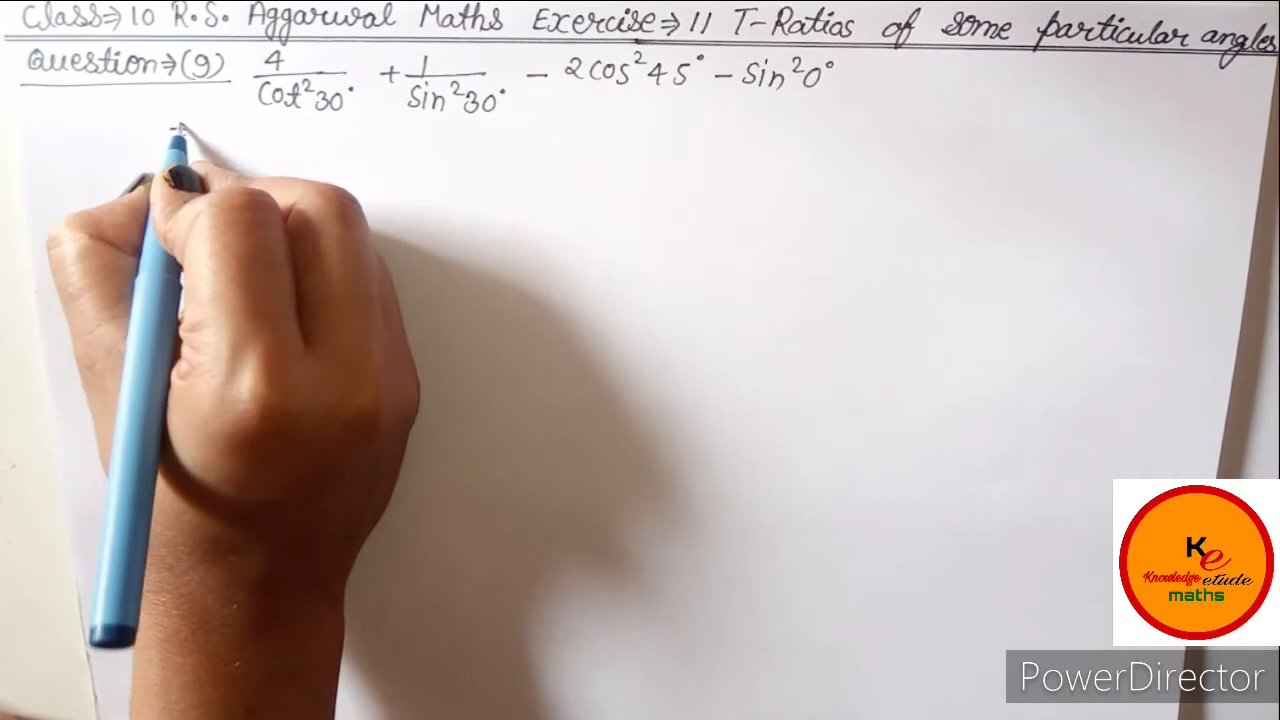 Class⇒10 R.S. Aggarwal Maths Exercise⇒11 T-Ratios of some particular angles
Question⇒(9) 4/Cot²30° + 1/Sin²30° - 2Cos²45° - Sin²0°
Ke
Knowledge etude
maths
PowerDirector